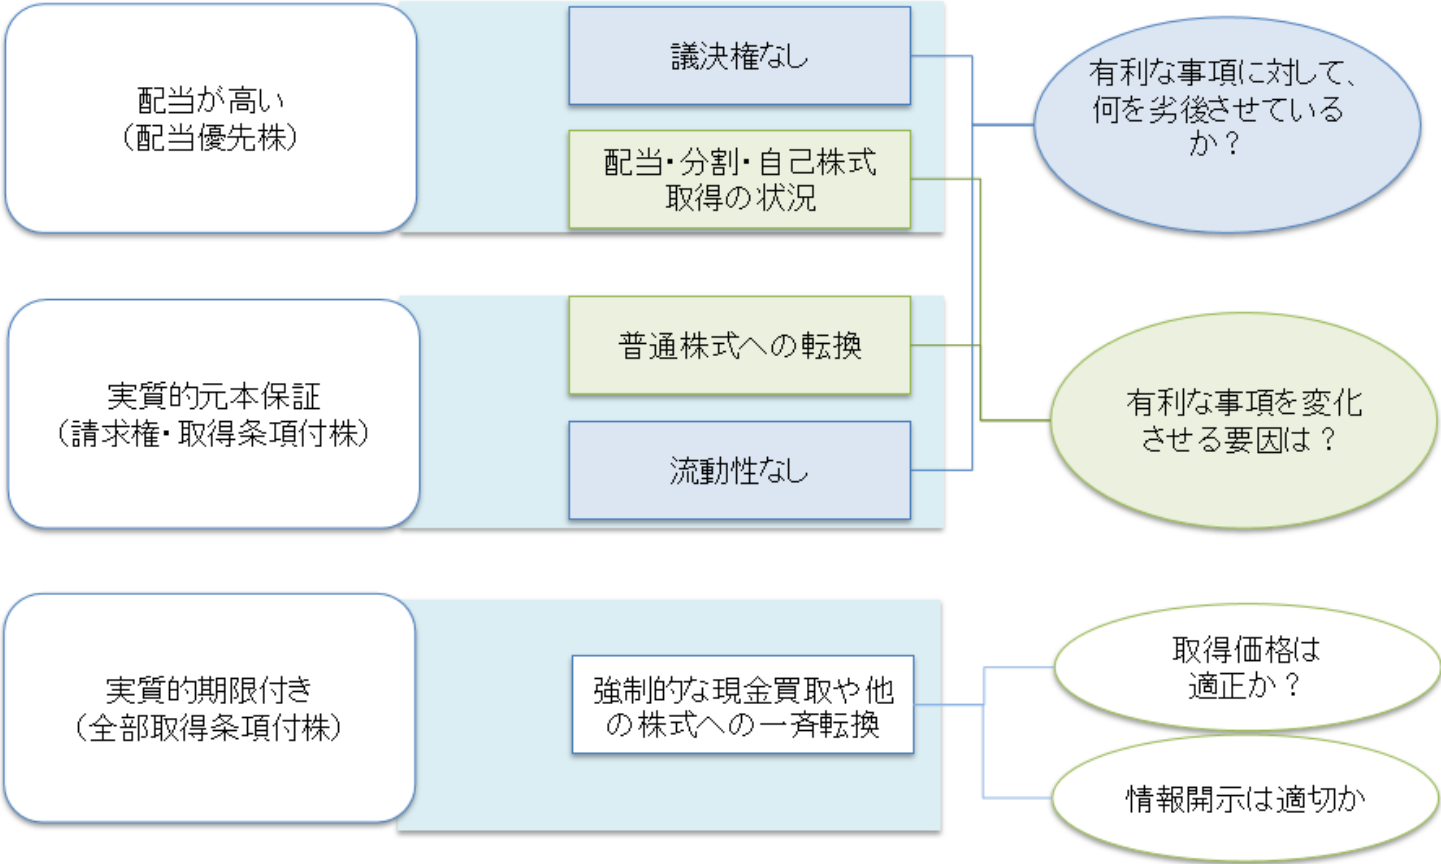 配当が高い
(配当優先株)
議決権なし
配当・分割・自己株式
取得の状況
有利な事項に対して、
何を劣後させている
か？
実質的元本保証
(請求権・取得条項付株)
普通株式への転換
流動性なし
有利な事項を変化
させる要因は？
実質的期限付き
(全部取得条項付株)
強制的な現金買取や他
の株式への一斉転換
取得価格は
適正か？
情報開示は適切か